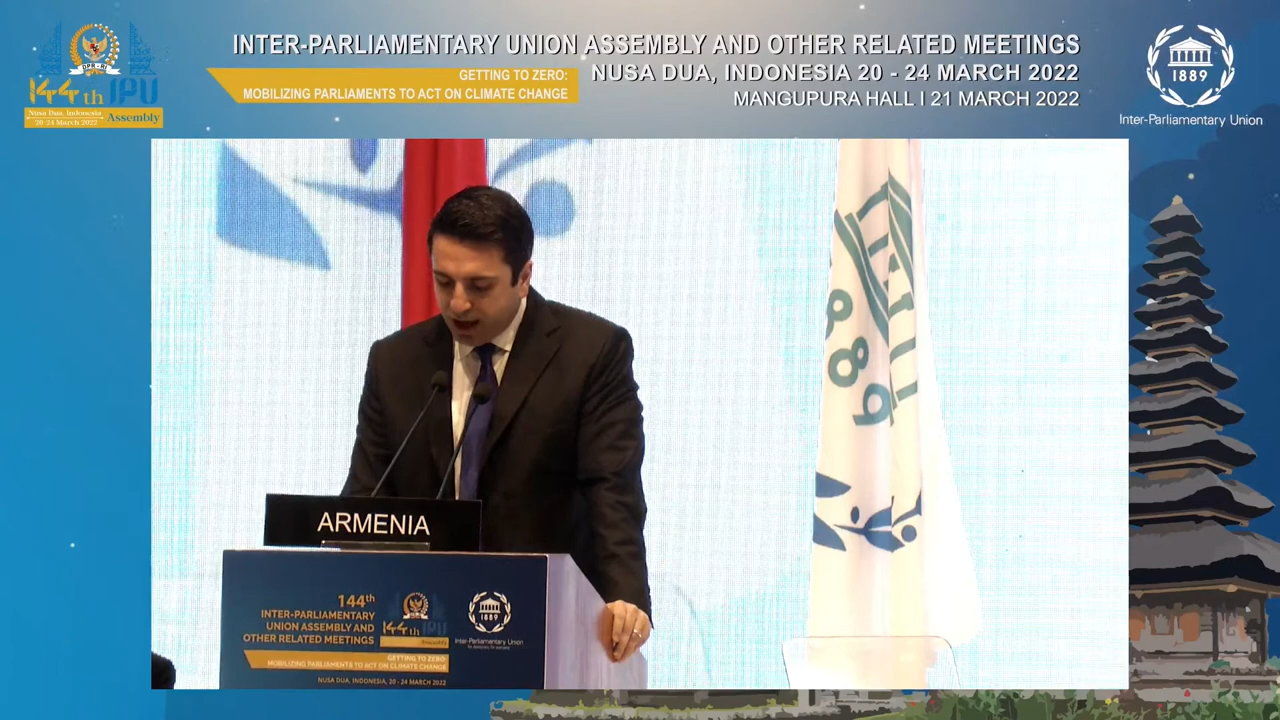 144th IPU
DPR - RI
Nusa Dua, Indonesia
20-24 March 2022
Assembly
INTER-PARLIAMENTARY UNION ASSEMBLY AND OTHER RELATED MEETINGS
GETTING TO ZERO:
MOBILIZING PARLIAMENTS TO ACT ON CLIMATE CHANGE
NUSA DUA, INDONESIA 20 - 24 MARCH 2022
MANGUPURA HALL I 21 MARCH 2022
1889
Inter-Parliamentary Union
1889
ARMENIA
144th
INTER-PARLIAMENTARY
UNION ASSEMBLY AND
OTHER RELATED MEETINGS
144th IPU
Assembly
1889
Inter-Parliamentary Union
GETTING TO ZERO:
MOBILIZING PARLIAMENTS TO ACT ON CLIMATE CHANGE
NUSA DUA, INDONESIA, 20 - 24 MARCH 2022